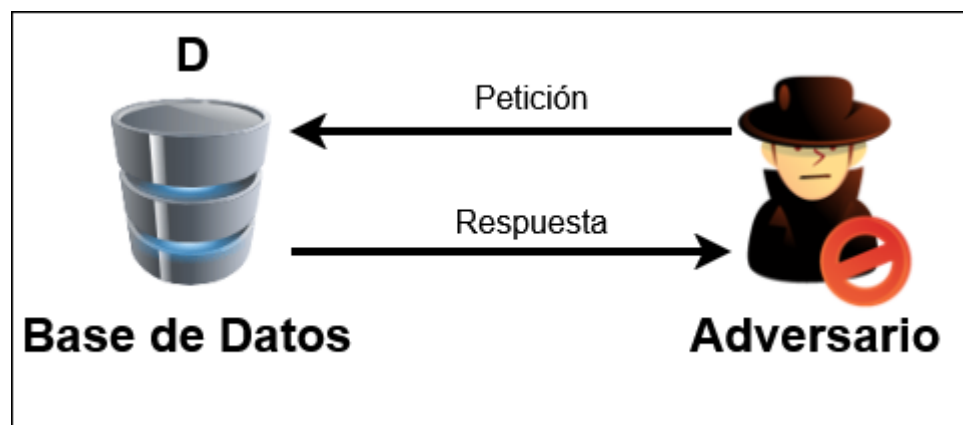 D
Petición
Respuesta
Base de Datos
Adversario